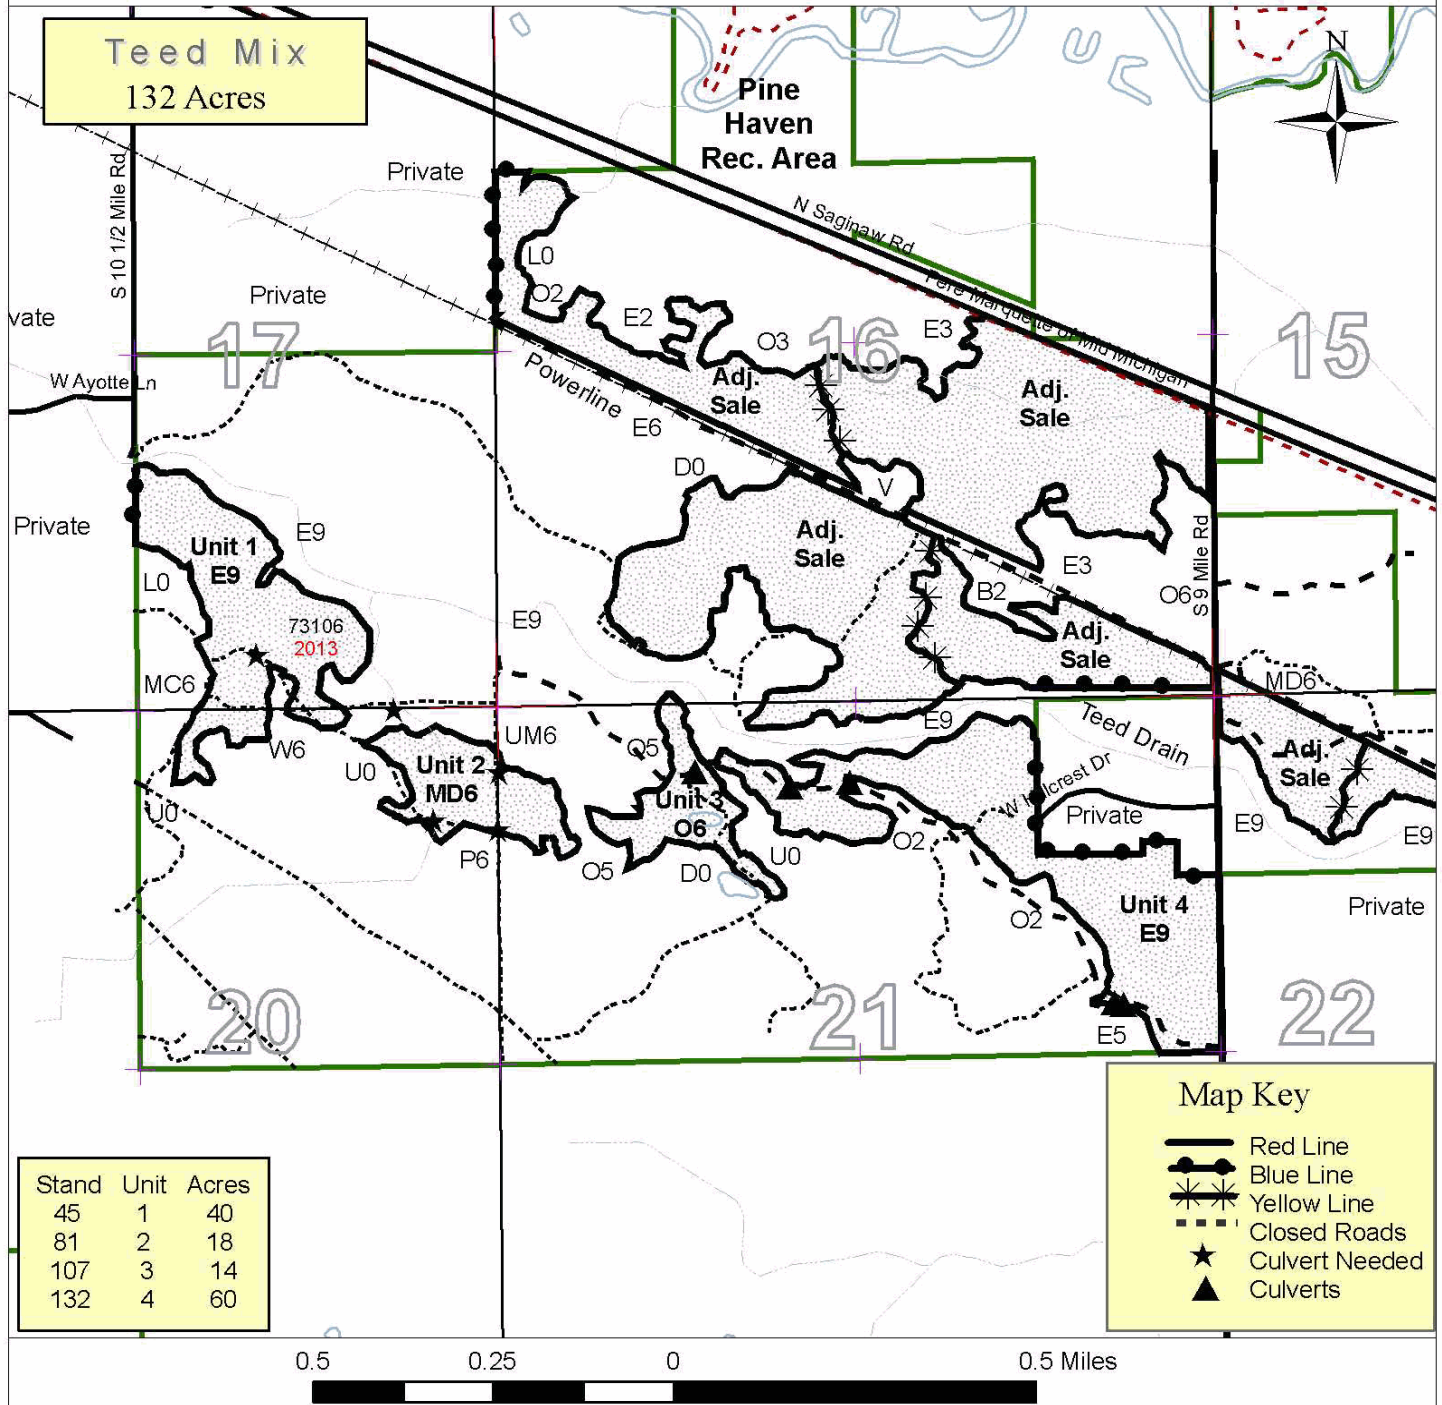 Teed Mix
132 Acres
N
Pine
Haven
Rec. Area
Private
S 10 1/2 Mile Rd
N Saginaw Rd
L0
Private
O2
Pere Marquette of Mid Michigan
vate
E2
E3
O3
17
16
15
Powerline
W Ayotte Ln
Adj.
Sale
Adj.
Sale
E6
D0
V
Private
E9
Adj.
Sale
Unit 1
E9
S 9 Mile Rd
L0
E3
B2
O6
E9
73106
2013
Adj.
Sale
MC6
MD6
E9
Teed Drain
UM6
O5
W6
U0
Unit 2
MD6
Adj.
Sale
W Hillcrest Dr
Unit 3
O6
Private
U0
E9
E9
O2
P6
O5
D0
U0
Unit 4
E9
Private
O2
20
21
22
E5
Map Key
Red Line
Blue Line
Yellow Line
Closed Roads
Culvert Needed
Culverts
Stand Unit Acres
45 1 40
81 2 18
107 3 14
132 4 60
0.5 0.25 0 0.5 Miles